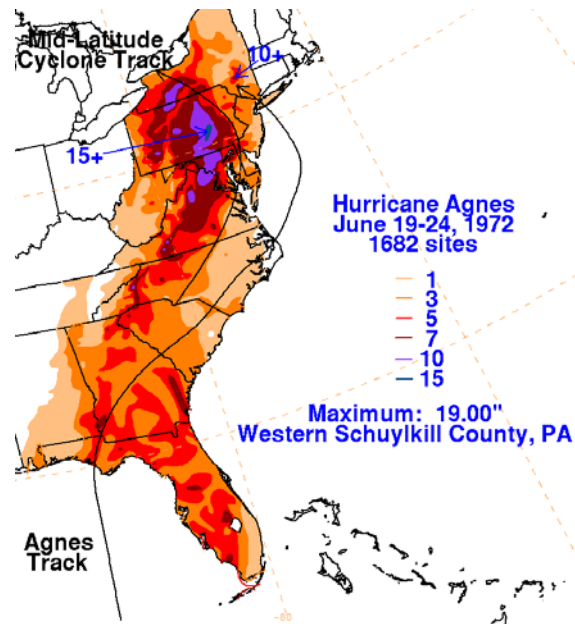 Mid-Latitude
Cyclone Track
10+
15+
Hurricane Agnes
June 19-24, 1972
1682 sites
1
3
5
7
10
15
Maximum: 19.00"
Western Schuylkill County, PA
Agnes
Track
-80